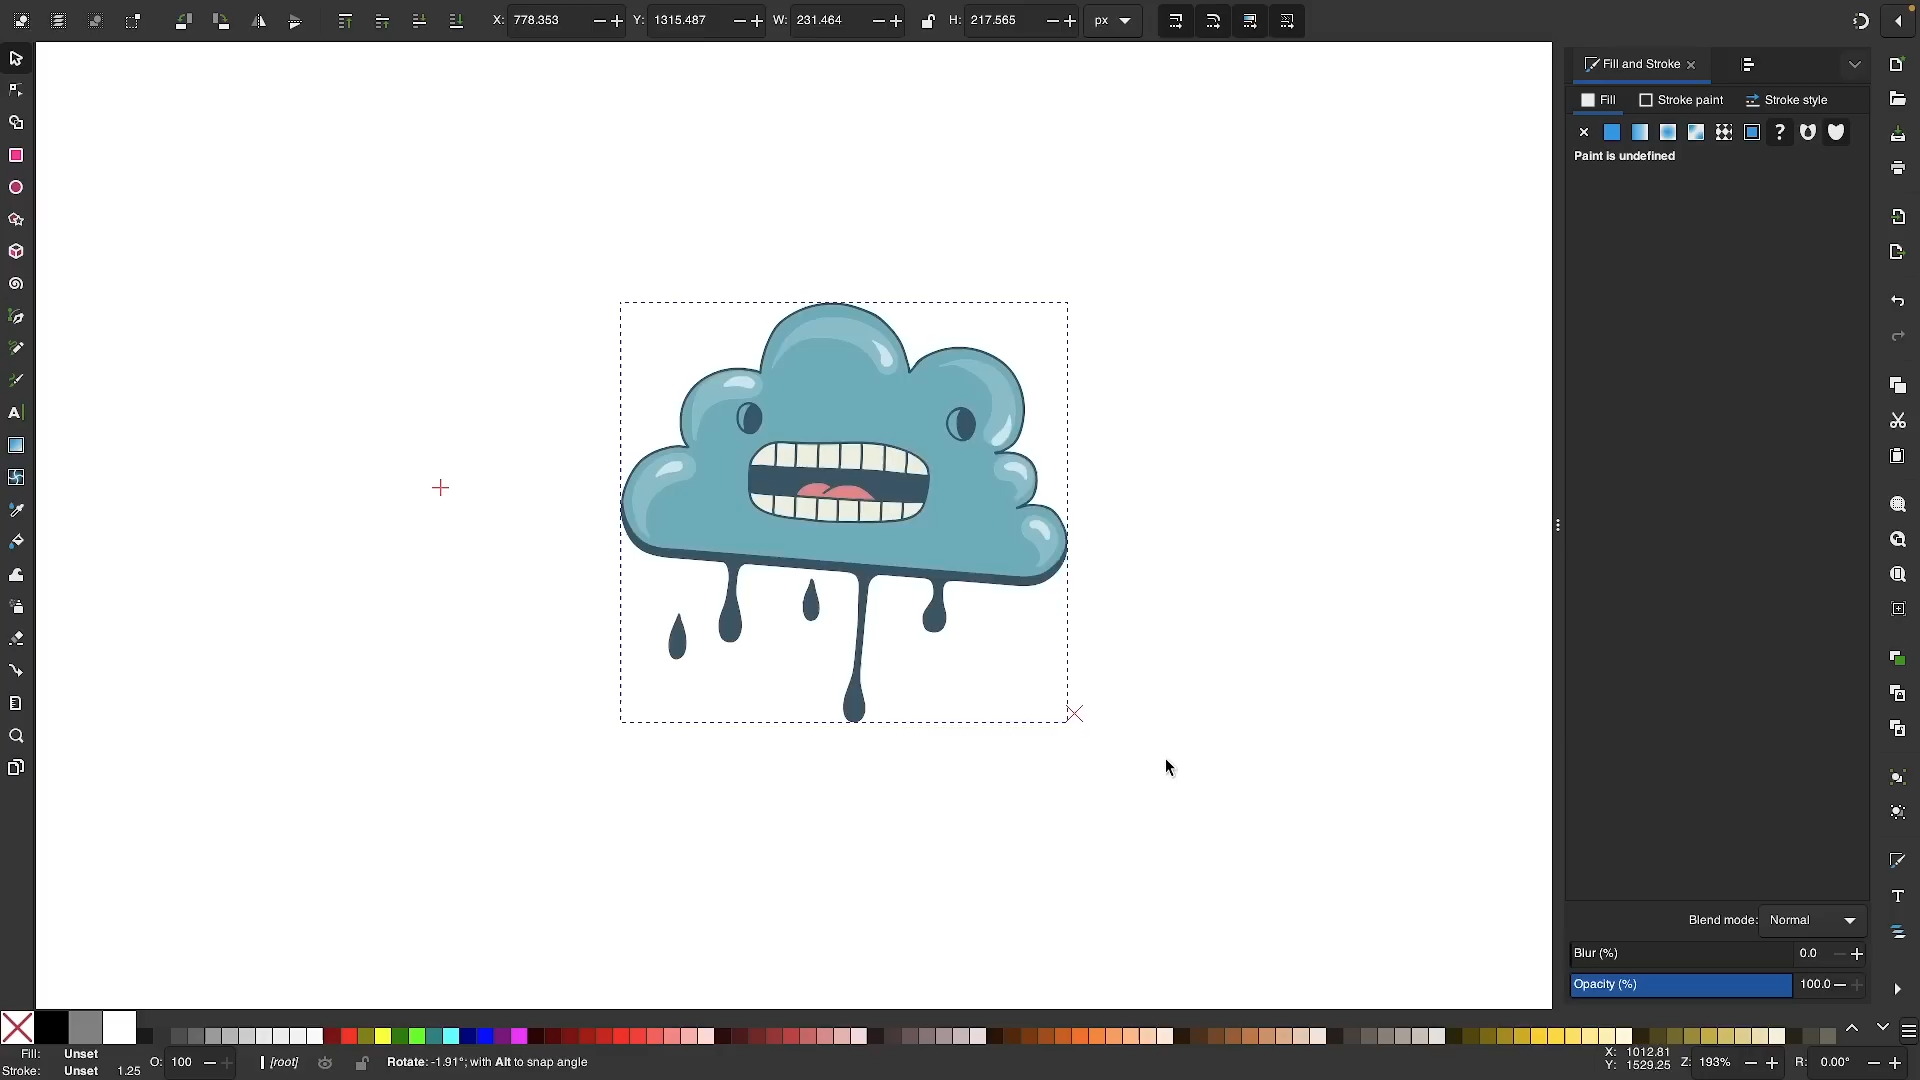 X: 778.353 Y: 1315.487 W: 231.464 H: 217.565 px
Fill and Stroke
Fill Stroke paint Stroke style
?
Paint is undefined
A
T
Blend mode: Normal
Blur (%) 0.0
Opacity (%) 100.0
Fill: Unset
Stroke: Unset 1.25
O: 100
[root]
Rotate: -1.91°; with Alt to snap angle
X: 1012.81
Y: 1529.25
Z: 193%
R: 0.00°